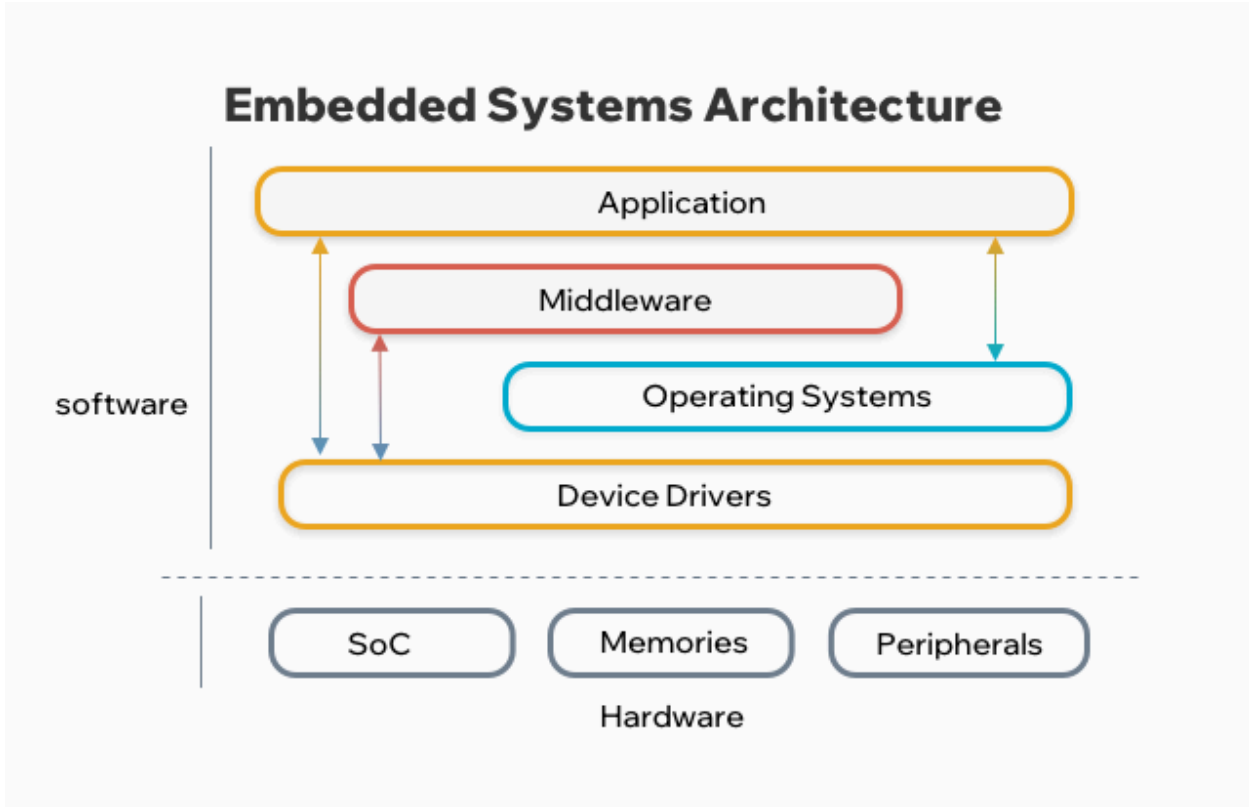 Embedded Systems Architecture
Application
Middleware
Operating Systems
software
Device Drivers
SoC
Memories
Peripherals
Hardware